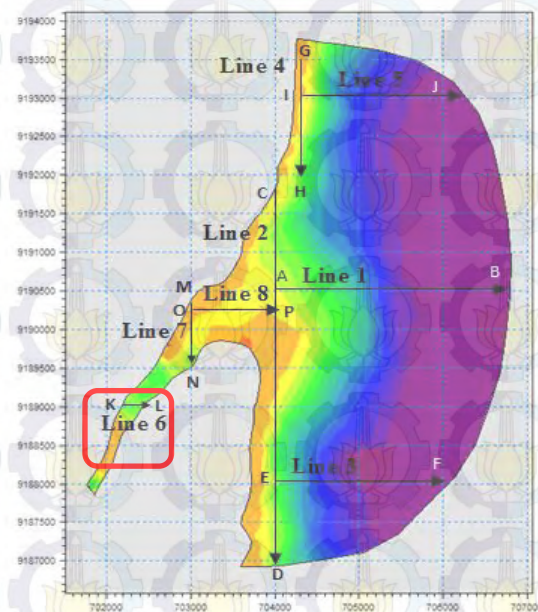 9194000
G
9193500
Line 4
Line 5
J
I
9193000
9192500
9192000
C
H
9191500
Line 2
9191000
A
Line 1
B
9190500
M
O
Line 8
P
9190000
Line 7
9189500
N
9189000
K
L
Line 6
9188500
E
Line 3
F
9188000
9187500
9187000
D
702000
703000
704000
705000
706000